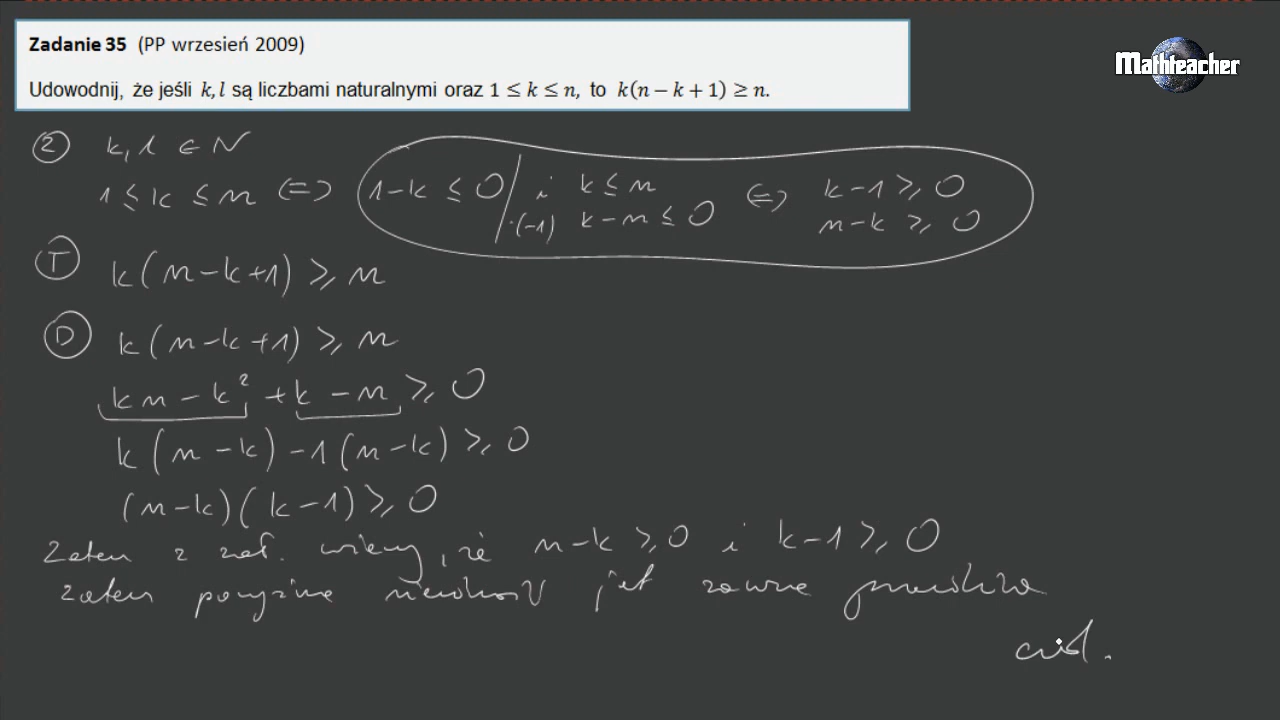 Zadanie 35 (PP wrzesień 2009)
Mathteacher
Udowodnij, że jeśli k, l są liczbami naturalnymi oraz 1 ≤ k ≤ n, to k(n − k + 1) ≥ n.
Z k, l ∈ N
1 ≤ k ≤ n ⇔ 1-k ≤ 0 / i k ≤ n ⇔ k-1 ≥ 0
·(-1) k-n ≤ 0 n-k ≥ 0
T k(n-k+1) ≥ n
D k(n-k+1) ≥ n
kn - k² + k - n ≥ 0
k(n-k) -1(n-k) ≥ 0
(n-k)(k-1) ≥ 0
Zatem z zał. wiemy, że n-k ≥ 0 i k-1 ≥ 0
zatem powyższa nierówność jest zawsze prawdziwa
cnd.